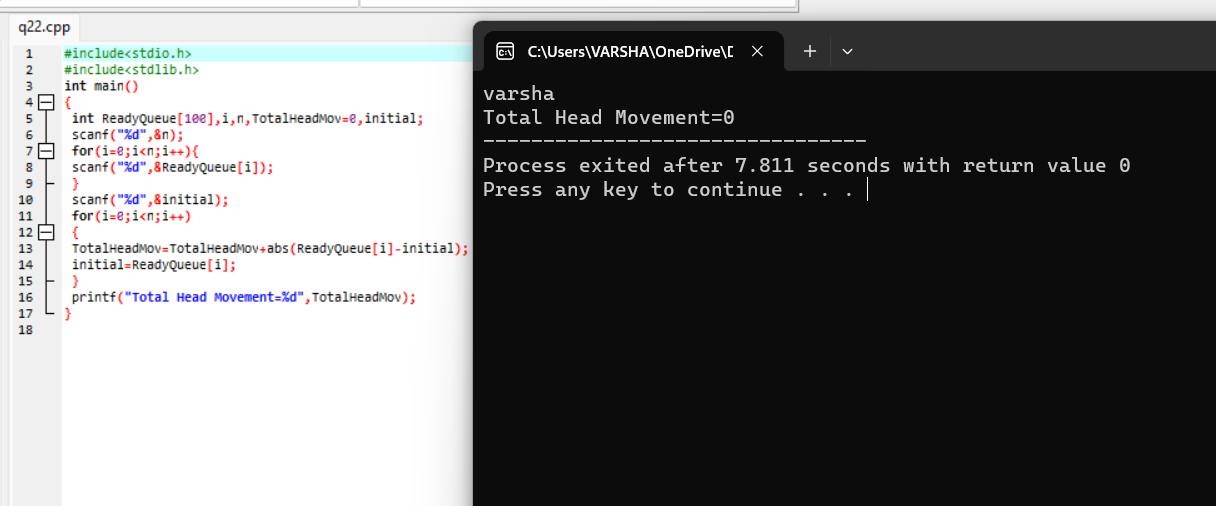 q22.cpp
1 #include<stdio.h>
2 #include<stdlib.h>
3 int main()
4 {
5 int ReadyQueue[100],i,n,TotalHeadMov=0,initial;
6 scanf("%d",&n);
7 for(i=0;i<n;i++){
8 scanf("%d",&ReadyQueue[i]);
9 }
10 scanf("%d",&initial);
11 for(i=0;i<n;i++)
12 {
13 TotalHeadMov=TotalHeadMov+abs(ReadyQueue[i]-initial);
14 initial=ReadyQueue[i];
15 }
16 printf("Total Head Movement=%d",TotalHeadMov);
17 }
18
C:\Users\VARSHA\OneDrive\D
varsha
Total Head Movement=0
--------------------------------
Process exited after 7.811 seconds with return value 0
Press any key to continue . . .